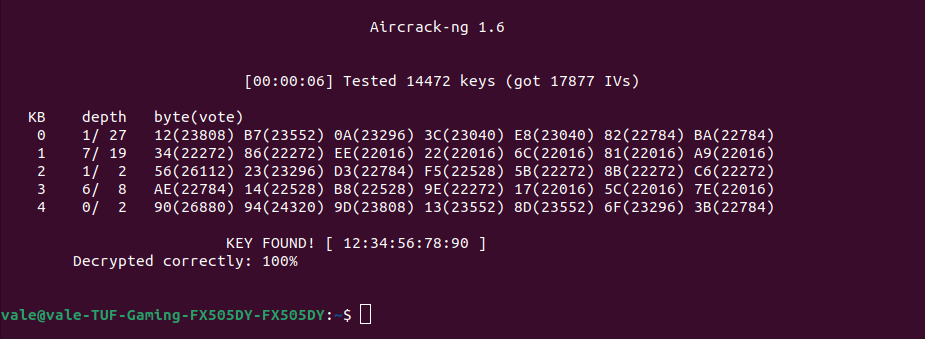 Aircrack-ng 1.6
[00:00:06] Tested 14472 keys (got 17877 IVs)
KB depth byte(vote)
0 1/ 27 12(23808) B7(23552) 0A(23296) 3C(23040) E8(23040) 82(22784) BA(22784)
1 7/ 19 34(22272) 86(22272) EE(22016) 22(22016) 6C(22016) 81(22016) A9(22016)
2 1/ 2 56(26112) 23(23296) D3(22784) F5(22528) 5B(22272) 8B(22272) C6(22272)
3 6/ 8 AE(22784) 14(22528) B8(22528) 9E(22272) 17(22016) 5C(22016) 7E(22016)
4 0/ 2 90(26880) 94(24320) 9D(23808) 13(23552) 8D(23552) 6F(23296) 3B(22784)
KEY FOUND! [ 12:34:56:78:90 ]
Decrypted correctly: 100%
vale@vale-TUF-Gaming-FX505DY-FX505DY:~$